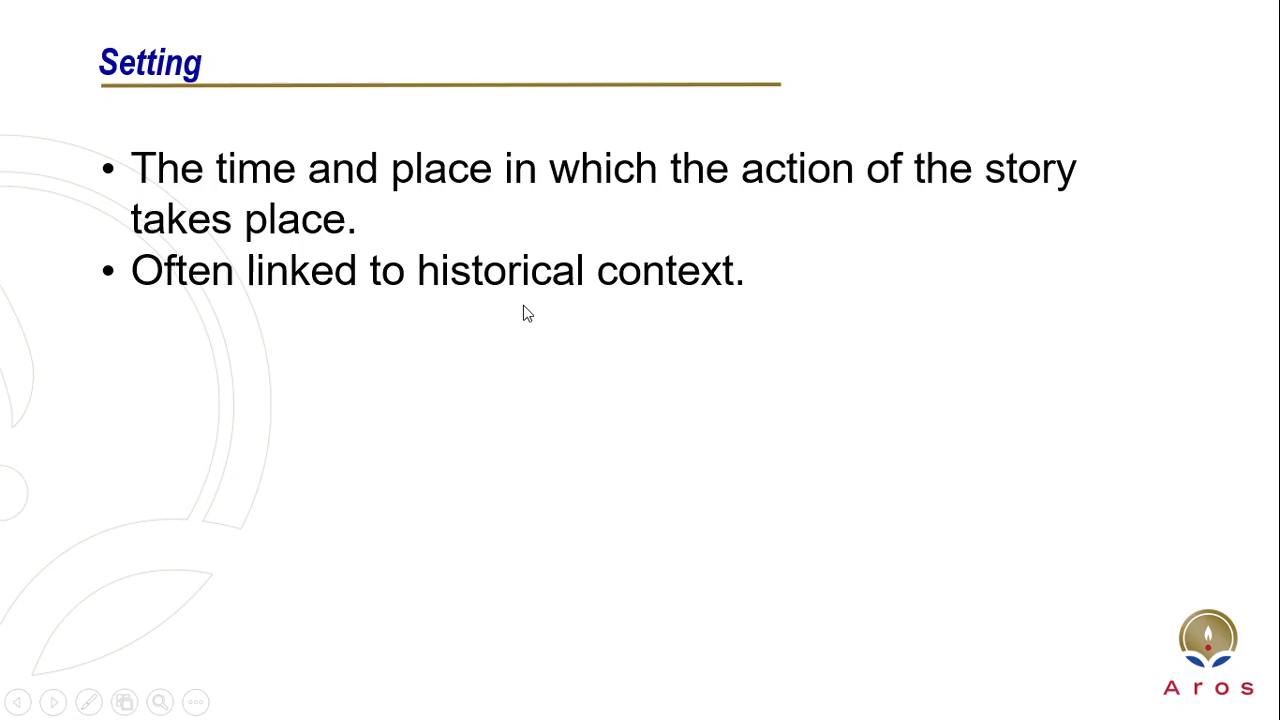 Setting
• The time and place in which the action of the story
takes place.
• Often linked to historical context.
Aros